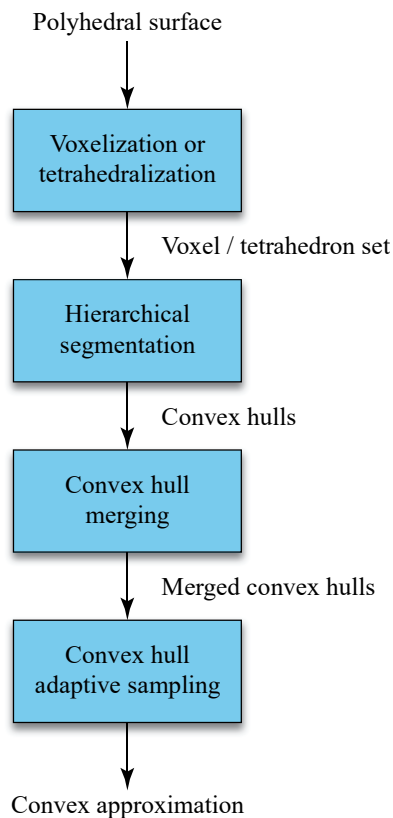 Polyhedral surface
Voxelization or
tetrahedralization
Voxel / tetrahedron set
Hierarchical
segmentation
Convex hulls
Convex hull
merging
Merged convex hulls
Convex hull
adaptive sampling
Convex approximation